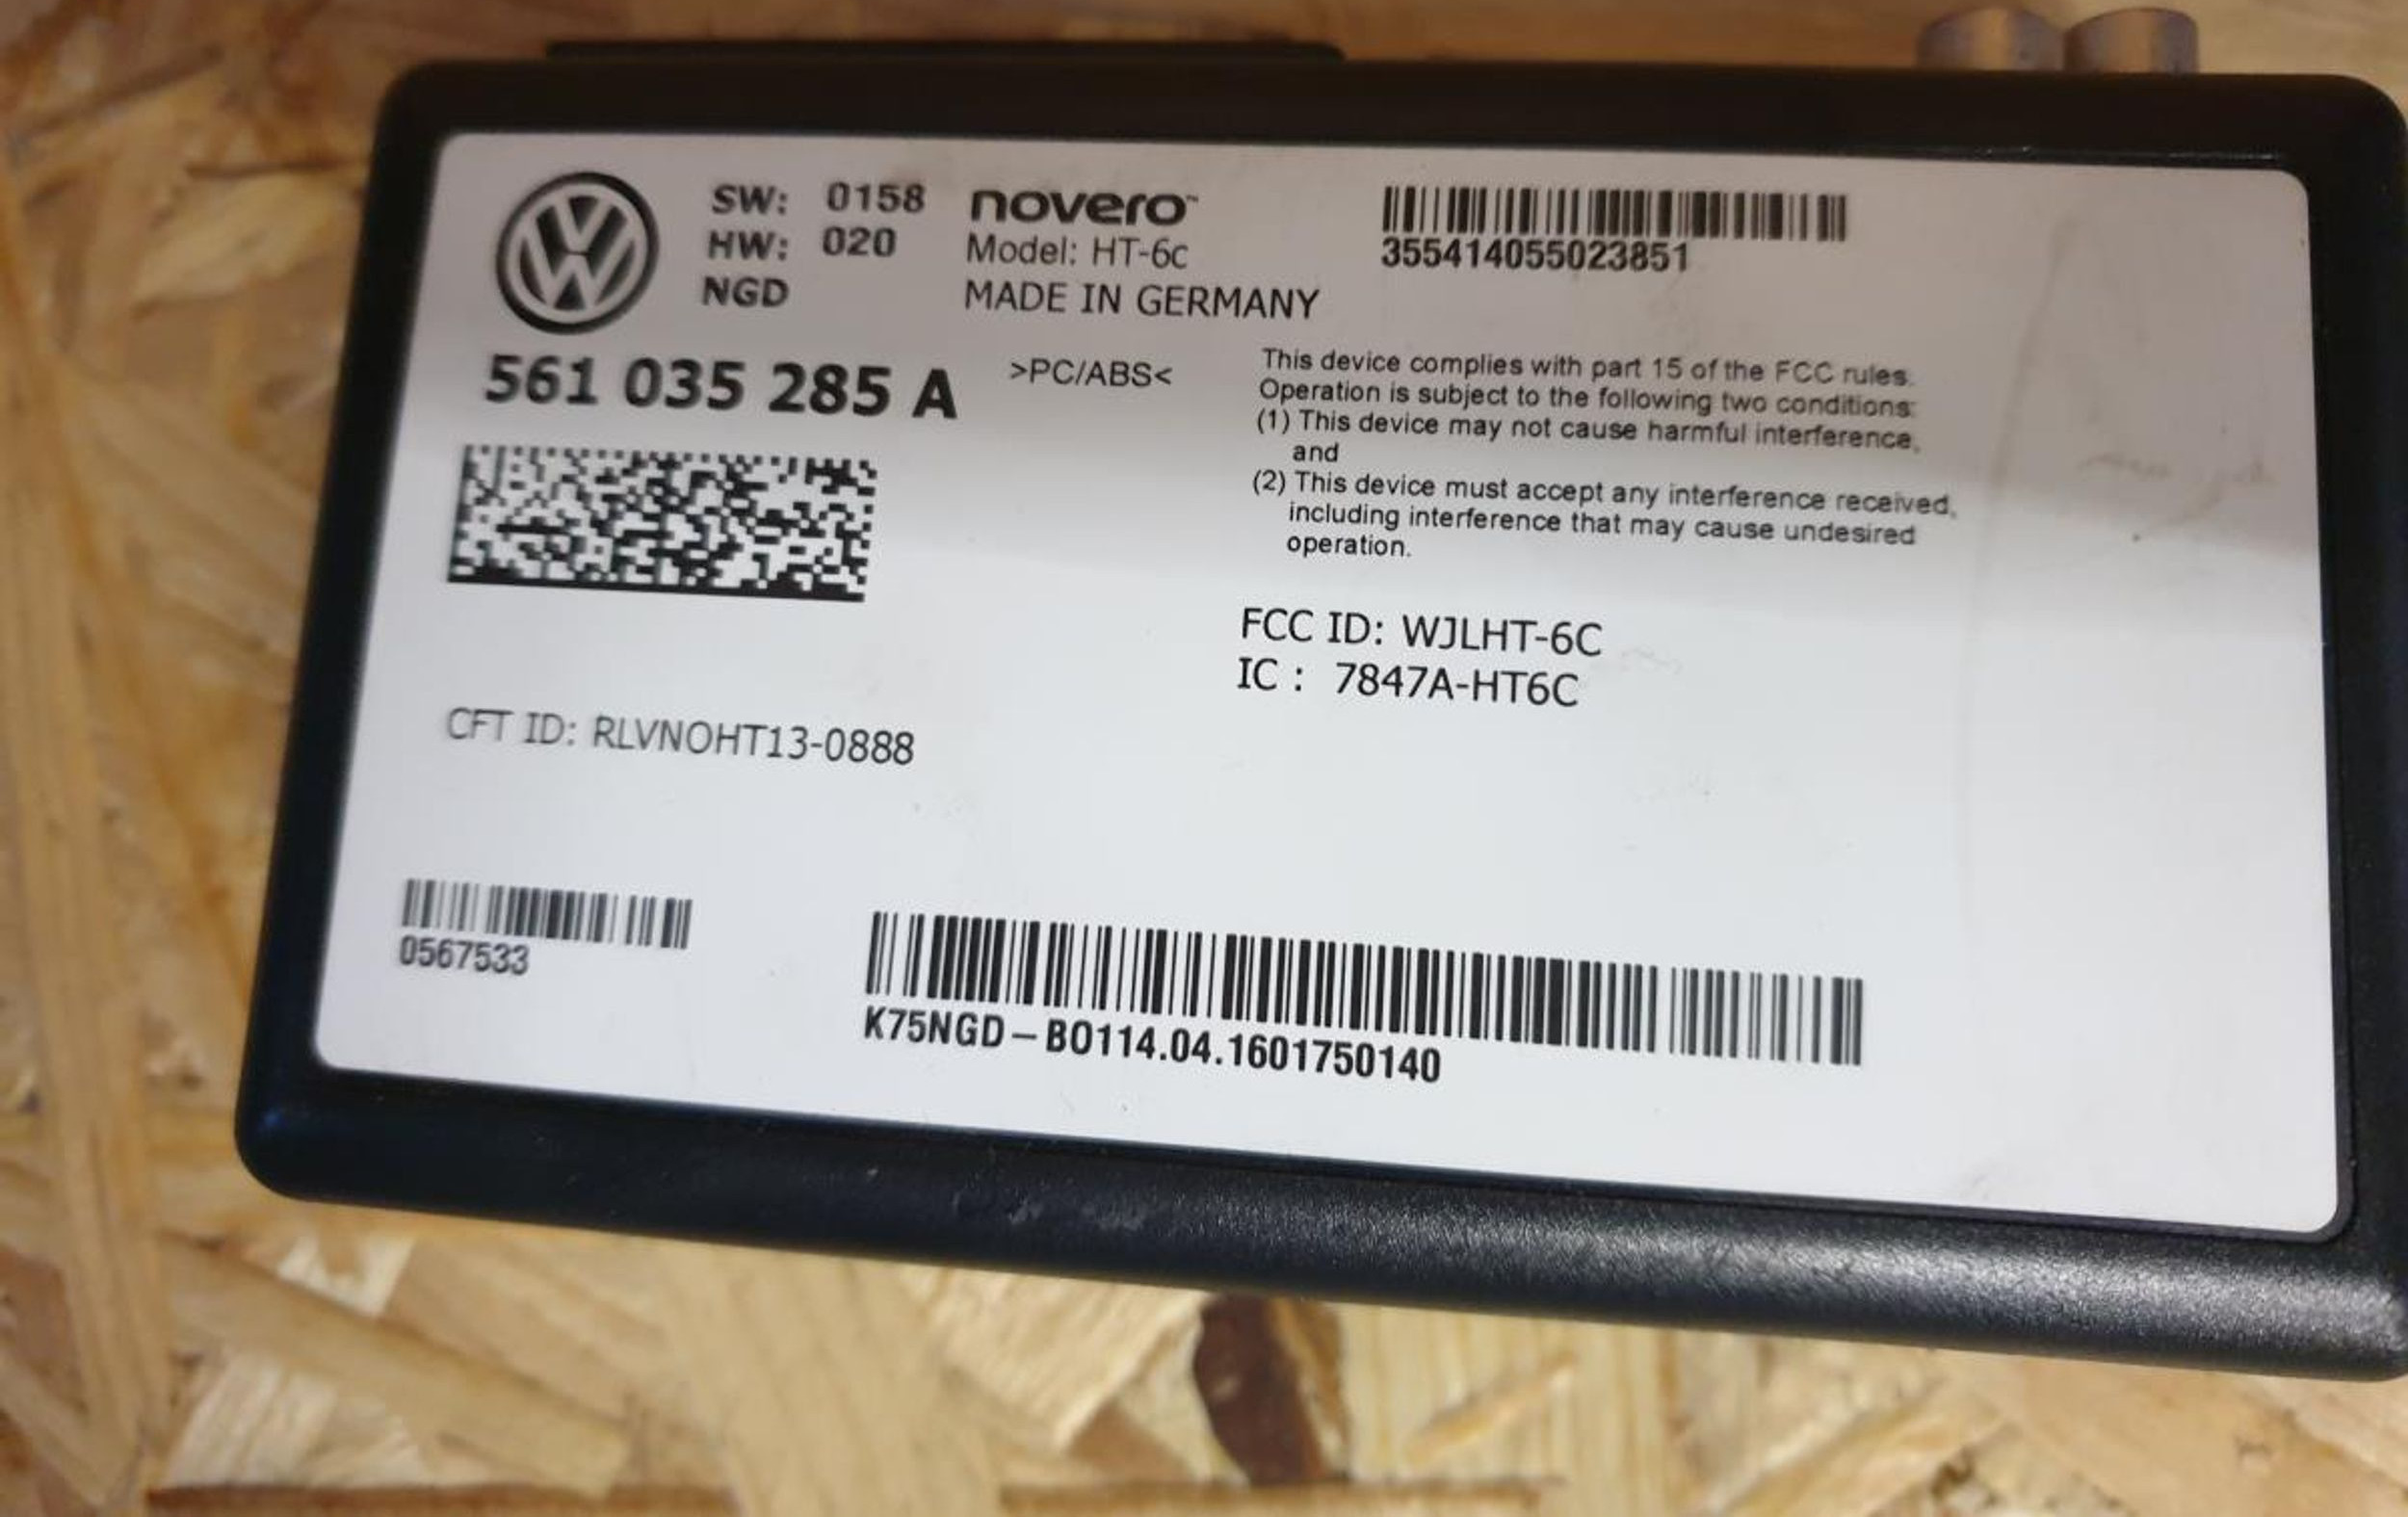 SW: 0158
HW: 020
NGD
novero™
Model: HT-6c
MADE IN GERMANY
355414055023851
561 035 285 A
>PC/ABS<
This device complies with part 15 of the FCC rules.
Operation is subject to the following two conditions:
(1) This device may not cause harmful interference,
and
(2) This device must accept any interference received,
including interference that may cause undesired
operation.
FCC ID: WJLHT-6C
IC : 7847A-HT6C
CFT ID: RLVNOHT13-0888
0567533
K75NGD-BO114.04.1601750140